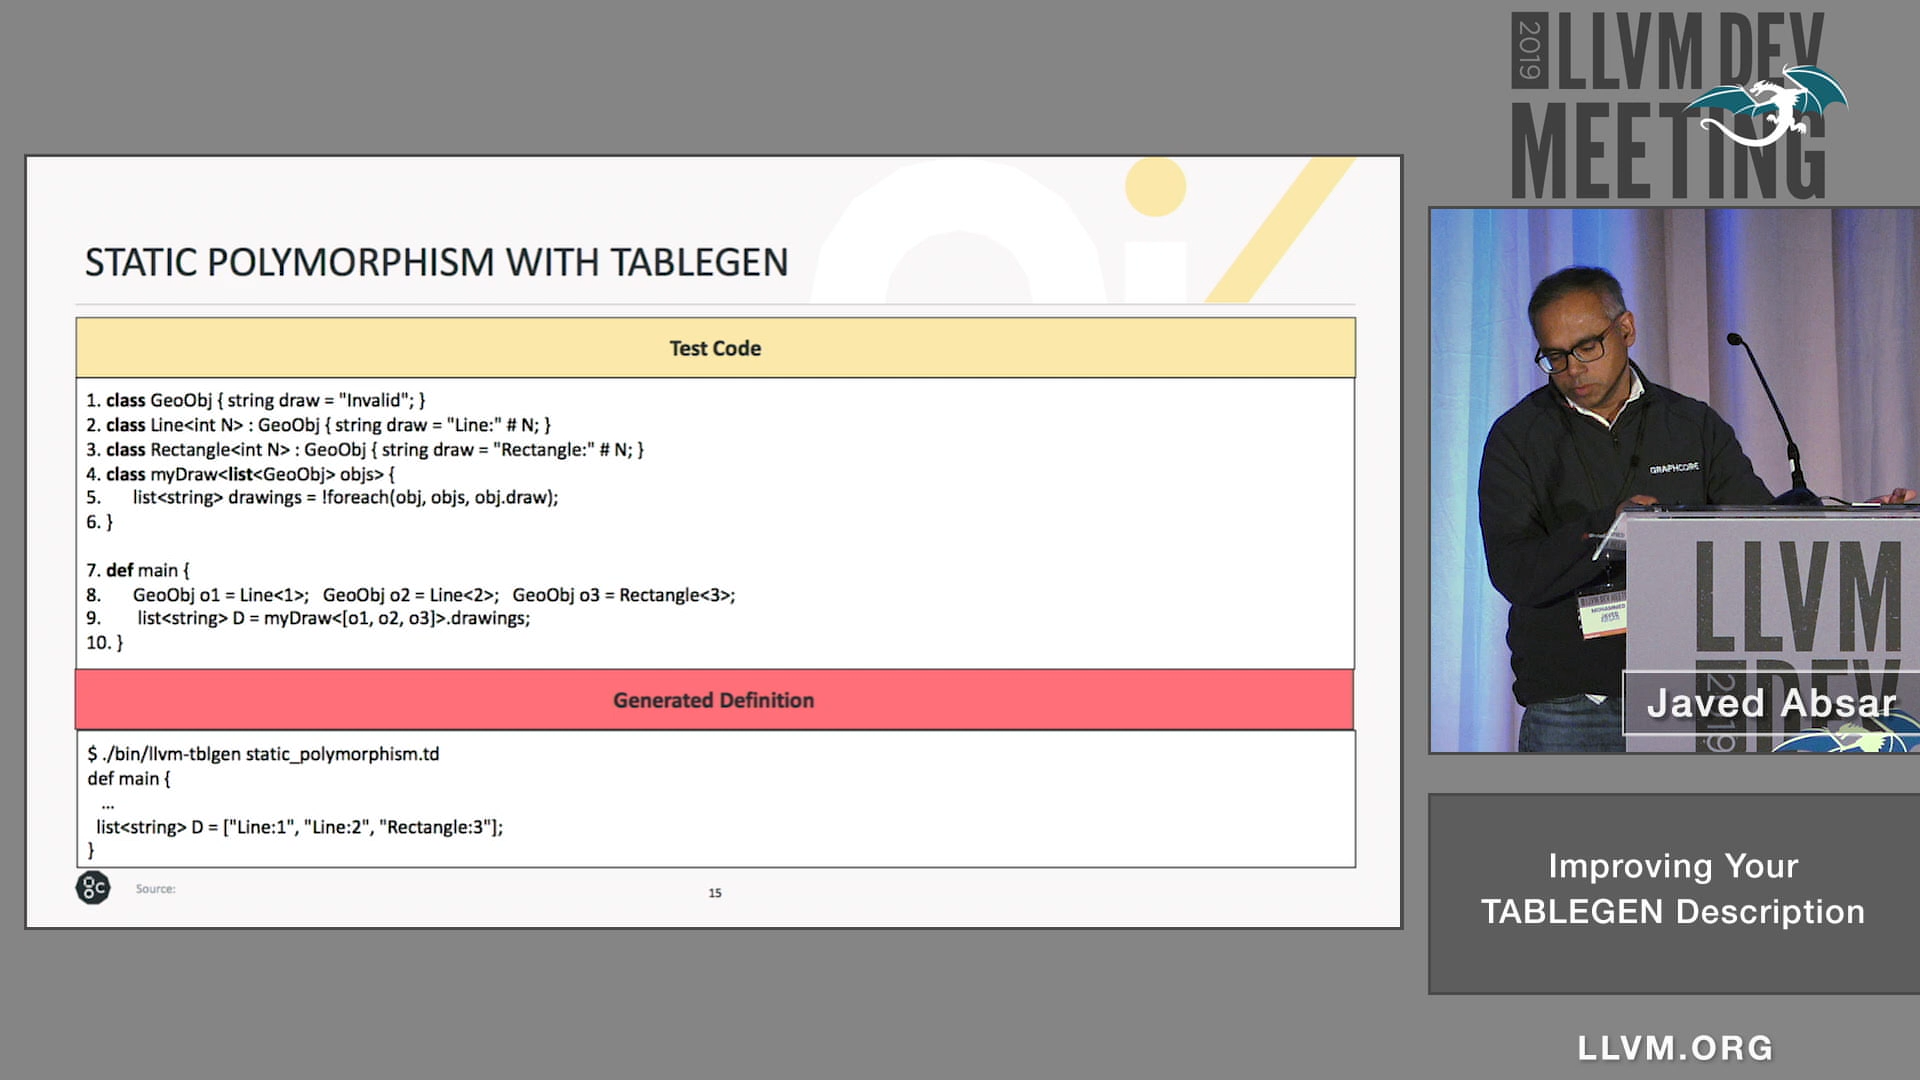 2019
LLVM DEV
MEETING
STATIC POLYMORPHISM WITH TABLEGEN
Test Code
1. class GeoObj { string draw = "Invalid"; }
2. class Line<int N> : GeoObj { string draw = "Line:" # N; }
3. class Rectangle<int N> : GeoObj { string draw = "Rectangle:" # N; }
4. class myDraw<list<GeoObj> objs> {
5. list<string> drawings = !foreach(obj, objs, obj.draw);
6. }
7. def main {
8. GeoObj o1 = Line<1>; GeoObj o2 = Line<2>; GeoObj o3 = Rectangle<3>;
9. list<string> D = myDraw<[o1, o2, o3]>.drawings;
10. }
Generated Definition
$ ./bin/llvm-tblgen static_polymorphism.td
def main {
...
list<string> D = ["Line:1", "Line:2", "Rectangle:3"];
}
gc
Source:
15
GRAPHCORE
LLVM
2019
DEV
Javed Absar
Improving Your
TABLEGEN Description
LLVM.ORG